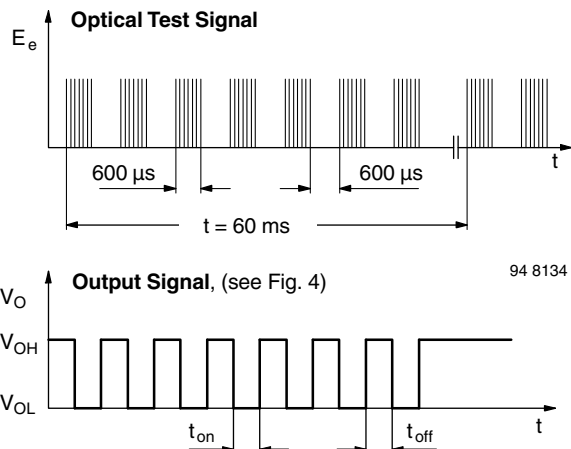 Optical Test Signal
E e
600 µs 600 µs
t
t = 60 ms
94 8134
Output Signal, (see Fig. 4)
V O
V OH
V OL
t on t off
t